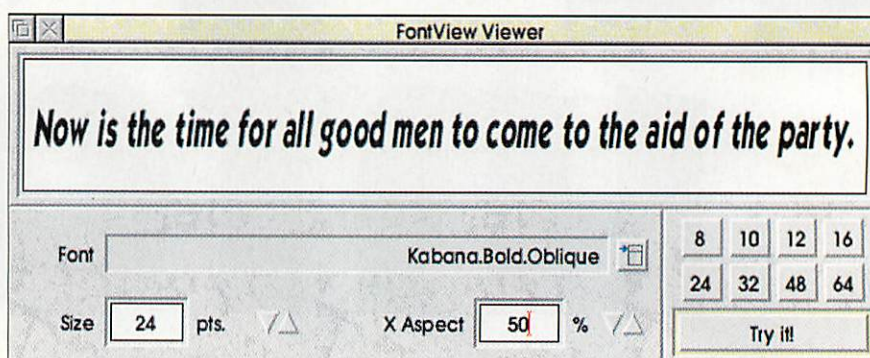 FontView Viewer
Now is the time for all good men to come to the aid of the party.
Font Kabana.Bold.Oblique
8 10 12 16
24 32 48 64
Size 24 pts. X Aspect 50 %
Try it!